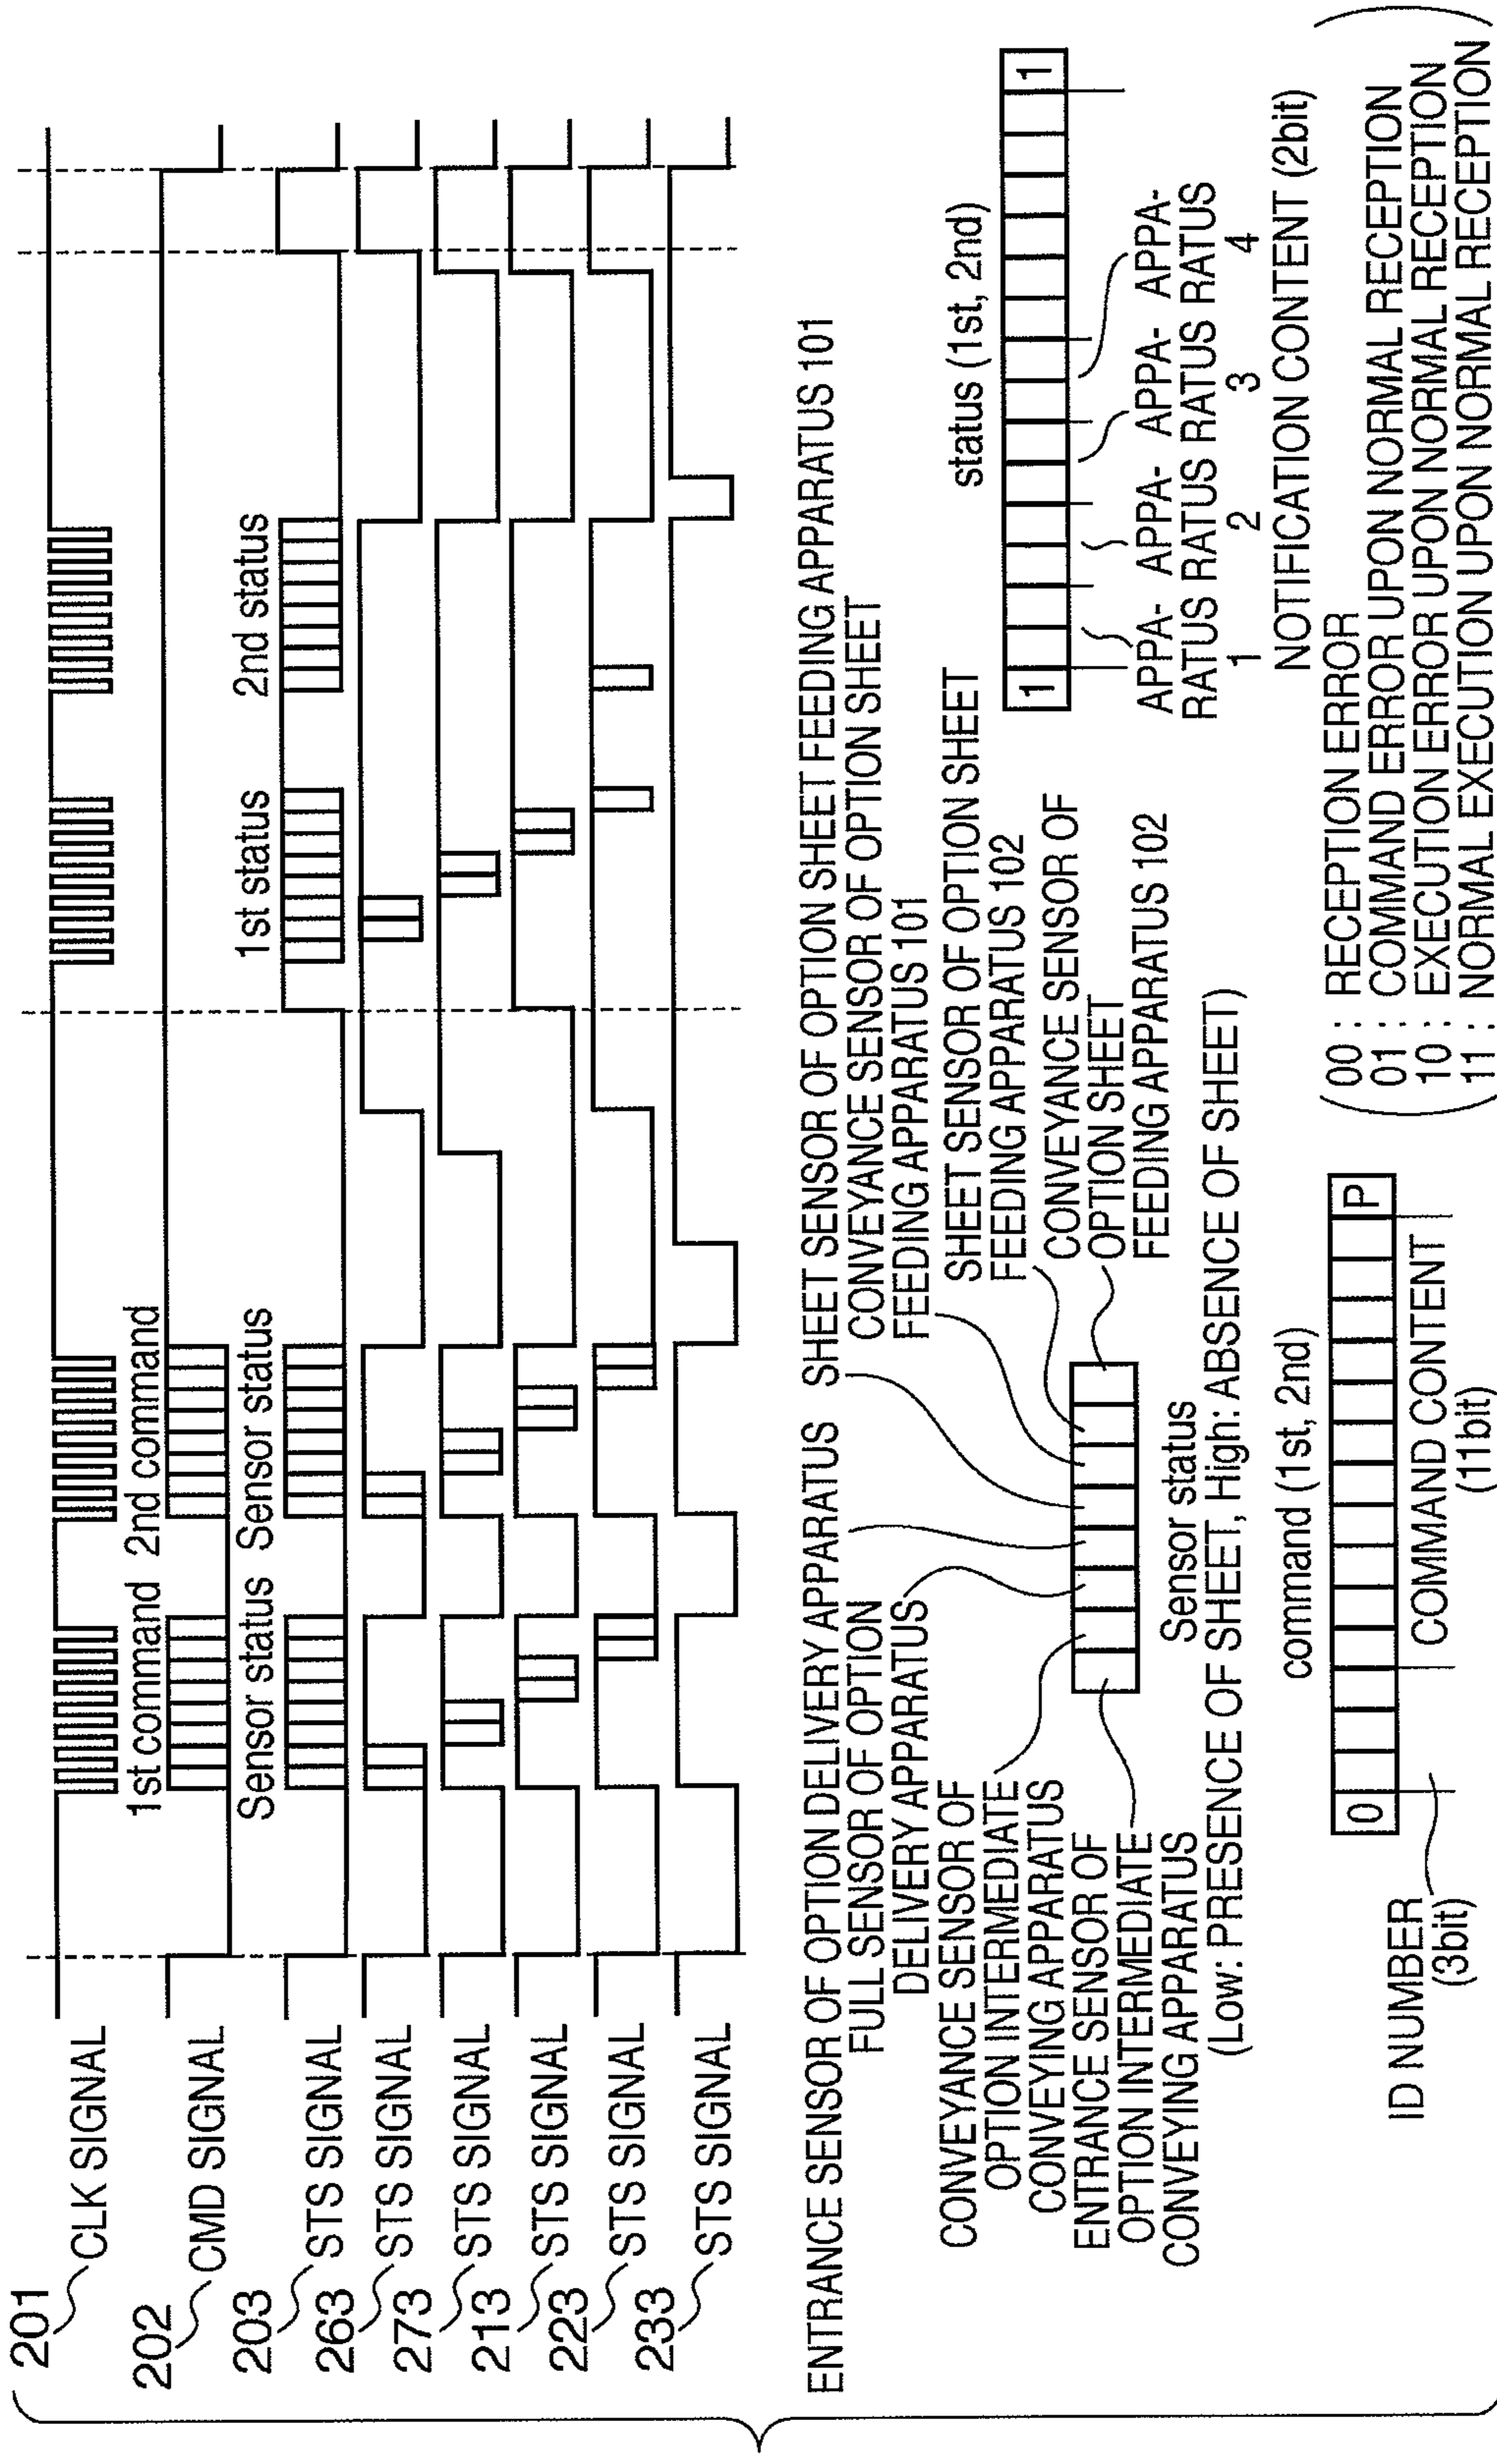 201 CLK SIGNAL
202 CMD SIGNAL
203 STS SIGNAL
263 STS SIGNAL
273 STS SIGNAL
213 STS SIGNAL
223 STS SIGNAL
233 STS SIGNAL
1st command
2nd command
Sensor status
Sensor status
1st status
2nd status
ENTRANCE SENSOR OF OPTION DELIVERY APPARATUS
FULL SENSOR OF OPTION
DELIVERY APPARATUS
CONVEYANCE SENSOR OF
OPTION INTERMEDIATE
CONVEYING APPARATUS
ENTRANCE SENSOR OF
OPTION INTERMEDIATE
CONVEYING APPARATUS
SHEET SENSOR OF OPTION SHEET FEEDING APPARATUS 101
CONVEYANCE SENSOR OF OPTION SHEET
FEEDING APPARATUS 101
SHEET SENSOR OF OPTION SHEET
FEEDING APPARATUS 102
CONVEYANCE SENSOR OF
OPTION SHEET
FEEDING APPARATUS 102
Sensor status
(Low: PRESENCE OF SHEET, High: ABSENCE OF SHEET)
command (1st, 2nd)
0 P
ID NUMBER
(3bit)
COMMAND CONTENT
(11bit)
status (1st, 2nd)
1 1
APPA- APPA- APPA- APPA-
RATUS RATUS RATUS RATUS
1 2 3 4
NOTIFICATION CONTENT (2bit)
00 : RECEPTION ERROR
01 : COMMAND ERROR UPON NORMAL RECEPTION
10 : EXECUTION ERROR UPON NORMAL RECEPTION
11 : NORMAL EXECUTION UPON NORMAL RECEPTION